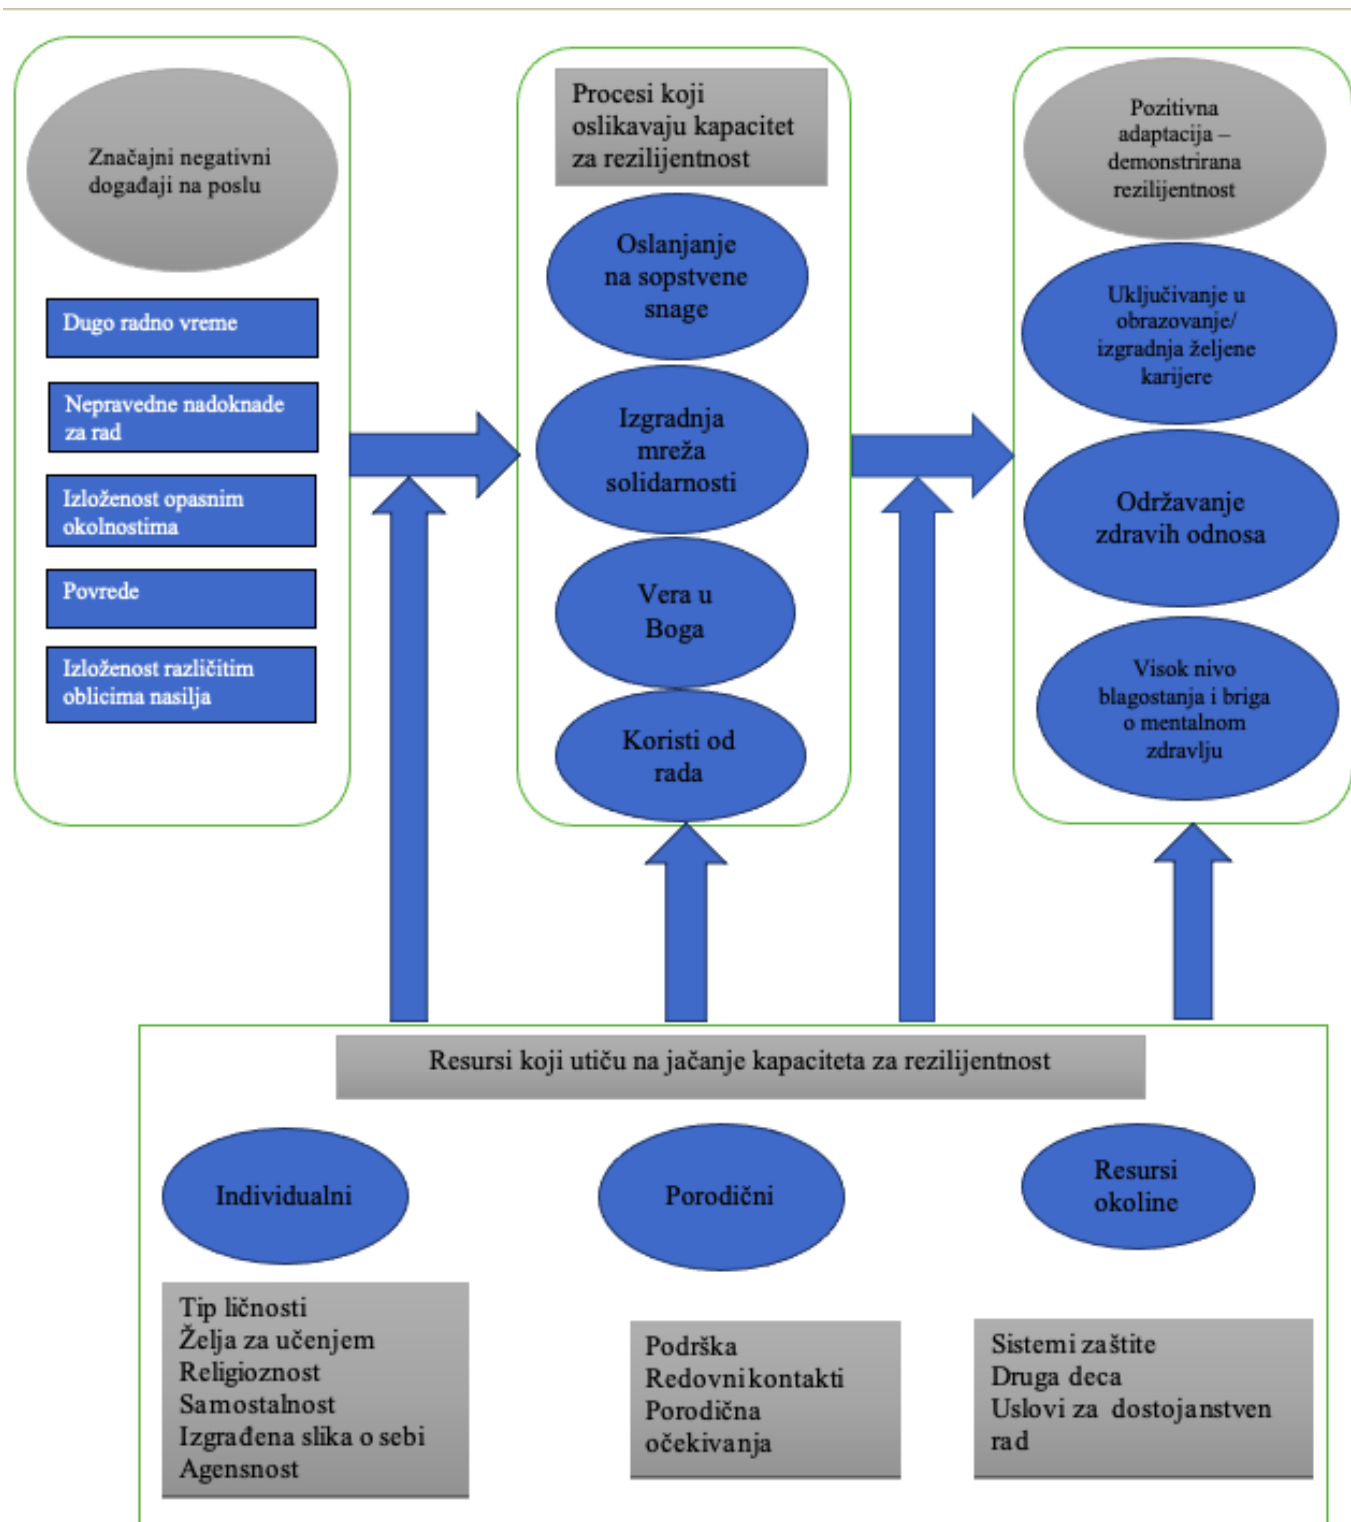 Značajni negativni
događaji na poslu
Dugo radno vreme
Nepravedne nadoknade
za rad
Izloženost opasnim
okolnostima
Povrede
Izloženost različitim
oblicima nasilja
Procesi koji
oslikavaju kapacitet
za rezilijentnost
Oslanjanje
na sopstvene
snage
Izgradnja
mreža
solidarnosti
Vera u
Boga
Koristi od
rada
Pozitivna
adaptacija –
demonstrirana
rezilijentnost
Uključivanje u
obrazovanje/
izgradnja željene
karijere
Održavanje
zdravih odnosa
Visok nivo
blagostanja i briga
o mentalnom
zdravlju
Resursi koji utiču na jačanje kapaciteta za rezilijentnost
Individualni
Tip ličnosti
Želja za učenjem
Religioznost
Samostalnost
Izgrađena slika o sebi
Agensnost
Porodični
Podrška
Redovni kontakti
Porodična
očekivanja
Resursi
okoline
Sistemi zaštite
Druga deca
Uslovi za dostojanstven
rad